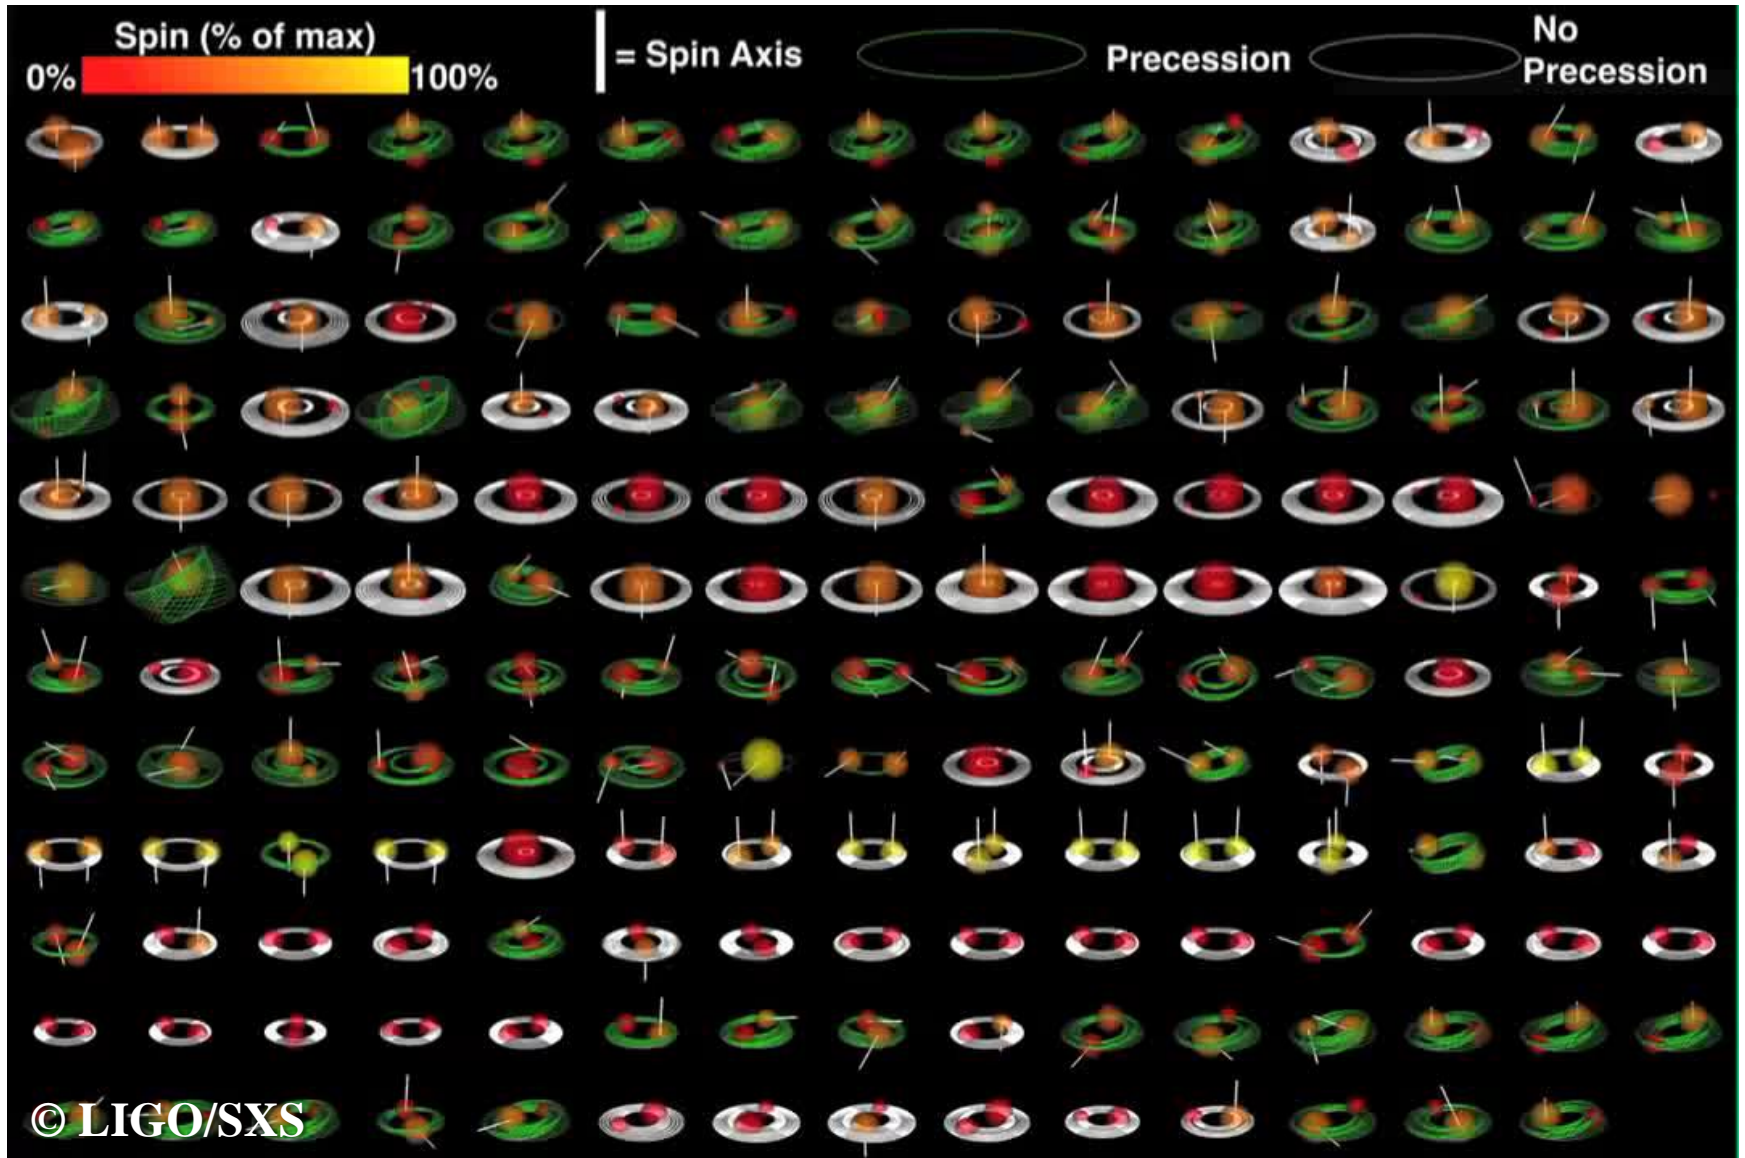 Spin (% of max)
0% 100%
= Spin Axis
Precession
No
Precession
© LIGO/SXS